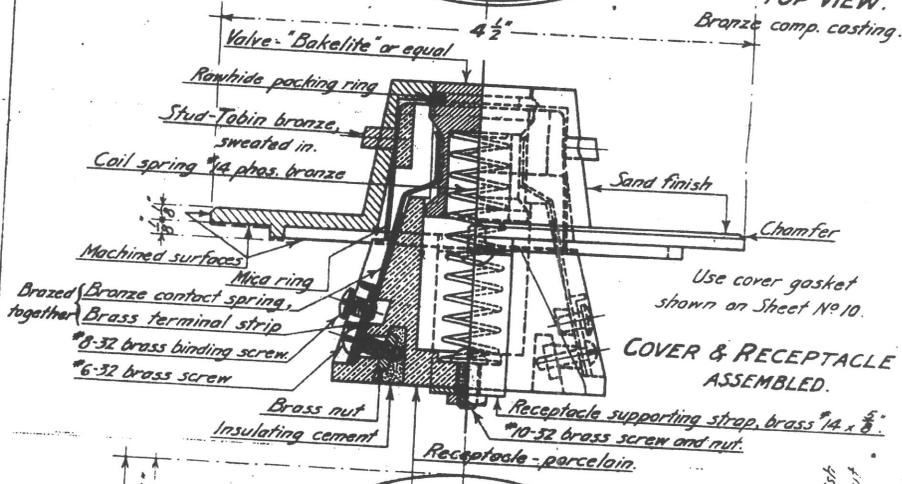 TOP VIEW.
Bronze comp. casting.
4 1/2"
Valve - "Bakelite" or equal
Rawhide packing ring
Stud-Tobin bronze,
sweated in.
Coil spring #14 phos. bronze
Sand finish
1/8"
1/8"
Chamfer
Machined surfaces
Mica ring
Use cover gasket
shown on Sheet No 10.
Brazed
together
Bronze contact spring,
Brass terminal strip
#8-32 brass binding screw.
#6-32 brass screw
COVER & RECEPTACLE
ASSEMBLED.
Brass nut
Insulating cement
Receptacle supporting strap, brass #14 x 5/8".
#10-32 brass screw and nut.
Receptacle - porcelain.